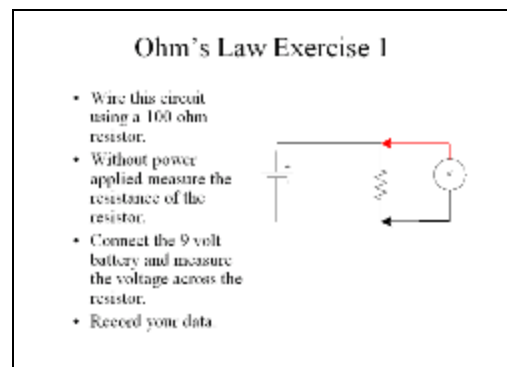 Ohm's Law Exercise 1
• Wire this circuit
using a 100 ohm
resistor.
• Without power
applied measure the
resistance of the
resistor.
• Connect the 9 volt
battery and measure
the voltage across the
resistor.
• Record your data